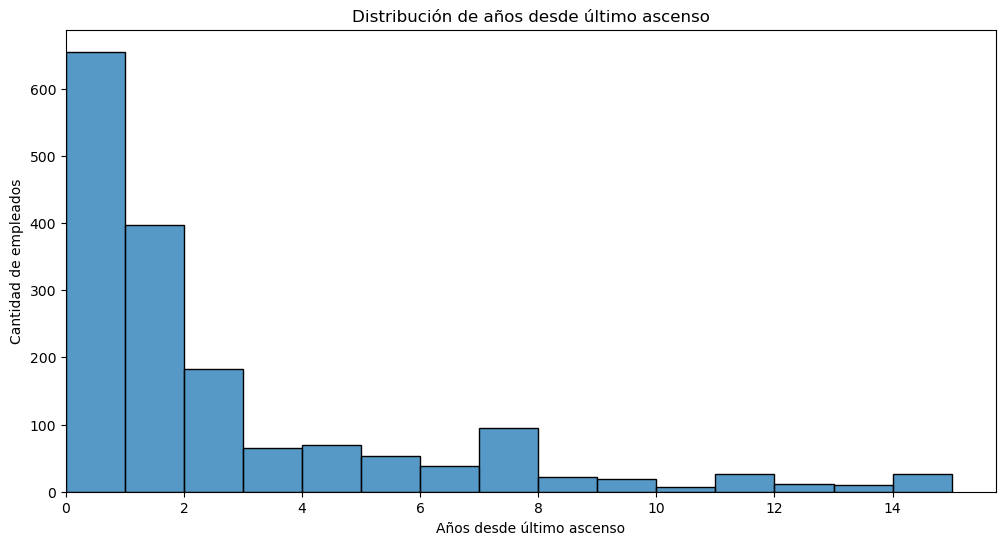 Distribución de años desde último ascenso
Cantidad de empleados
600
500
400
300
200
100
0
0 2 4 6 8 10 12 14
Años desde último ascenso